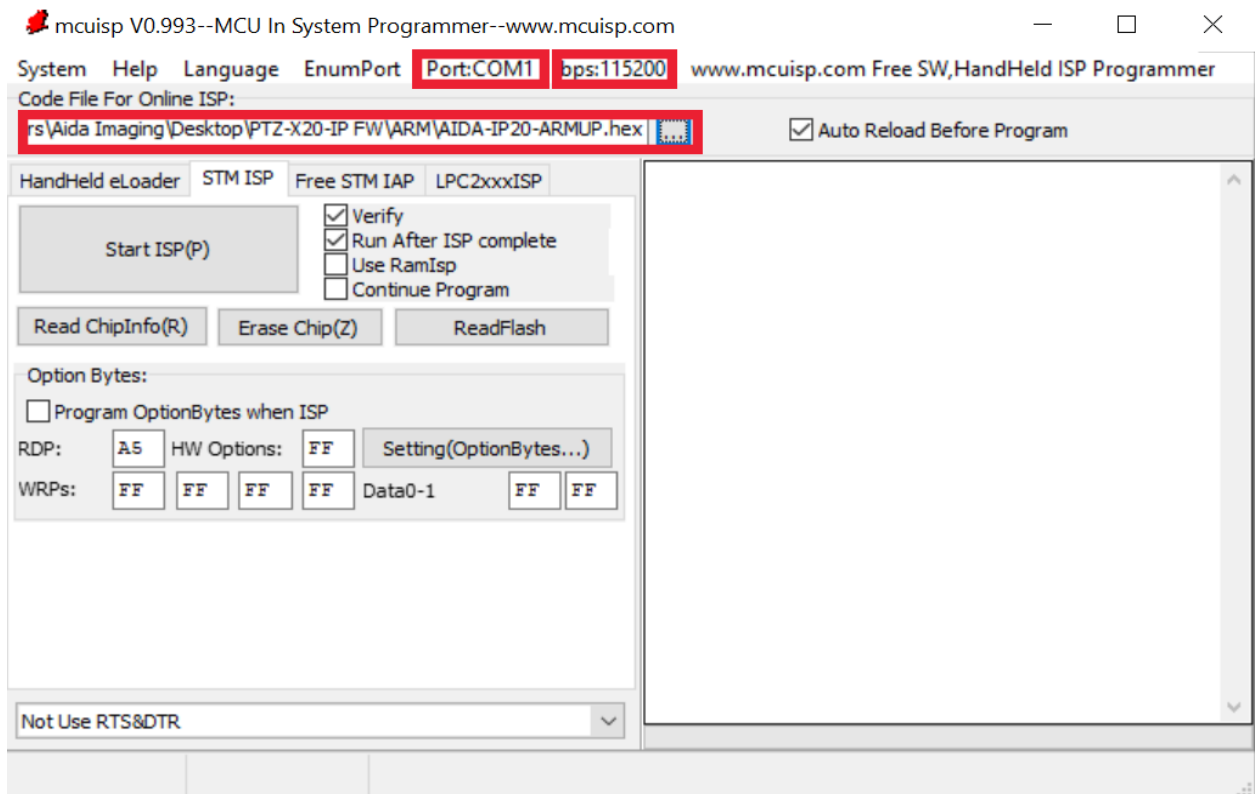 mcuisp V0.993--MCU In System Programmer--www.mcuisp.com
System Help Language EnumPort Port:COM1 bps:115200 www.mcuisp.com Free SW,HandHeld ISP Programmer
Code File For Online ISP:
rs\Aida Imaging\Desktop\PTZ-X20-IP FW\ARM\AIDA-IP20-ARMUP.hex ... Auto Reload Before Program
HandHeld eLoader STM ISP Free STM IAP LPC2xxxISP
Start ISP(P)
Verify
Run After ISP complete
Use RamIsp
Continue Program
Read ChipInfo(R) Erase Chip(Z) ReadFlash
Option Bytes:
Program OptionBytes when ISP
RDP: A5 HW Options: FF Setting(OptionBytes...)
WRPs: FF FF FF FF Data0-1 FF FF
Not Use RTS&DTR